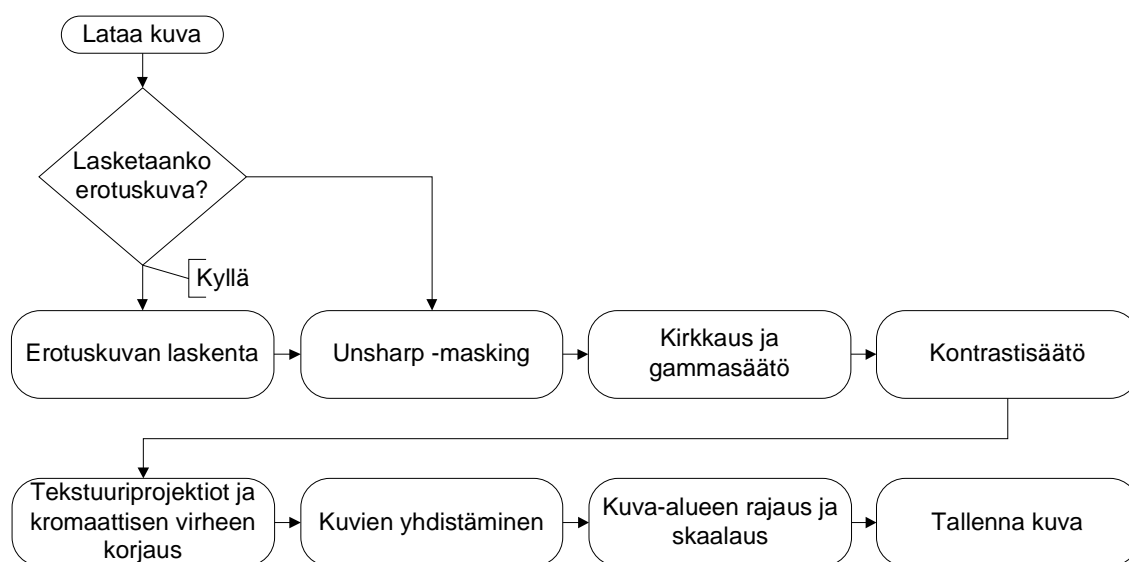 Lataa kuva
Lasketaanko
erotuskuva?
Kyllä
Erotuskuvan laskenta
Unsharp -masking
Kirkkaus ja
gammasäätö
Kontrastisäätö
Tekstuuriprojektiot ja
kromaattisen virheen
korjaus
Kuvien yhdistäminen
Kuva-alueen rajaus ja
skaalaus
Tallenna kuva